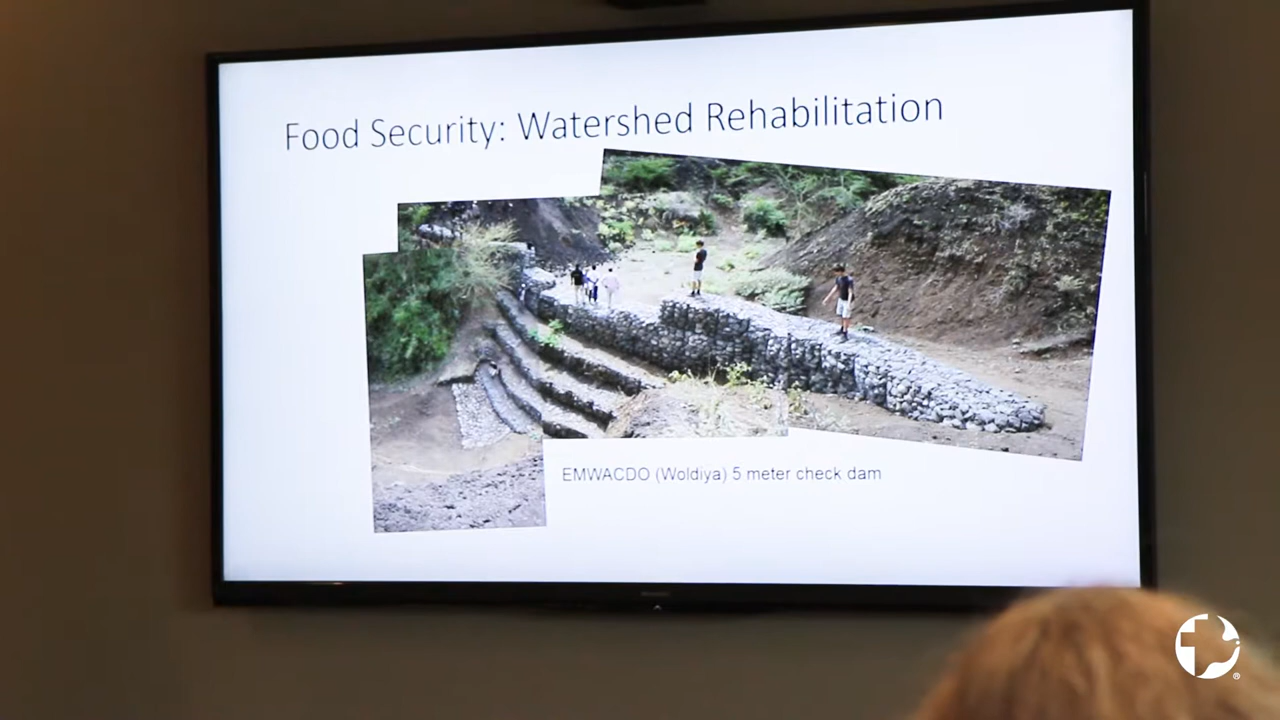 Food Security: Watershed Rehabilitation
EMWACDO (Woldiya) 5 meter check dam
®